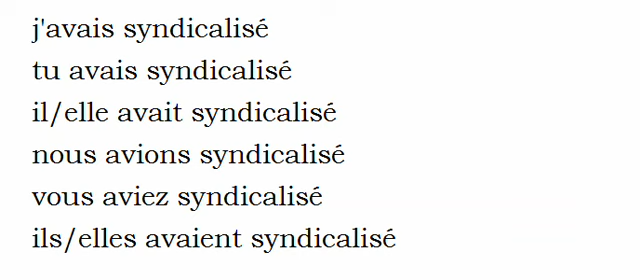 j'avais syndicalisé
tu avais syndicalisé
il/elle avait syndicalisé
nous avions syndicalisé
vous aviez syndicalisé
ils/elles avaient syndicalisé